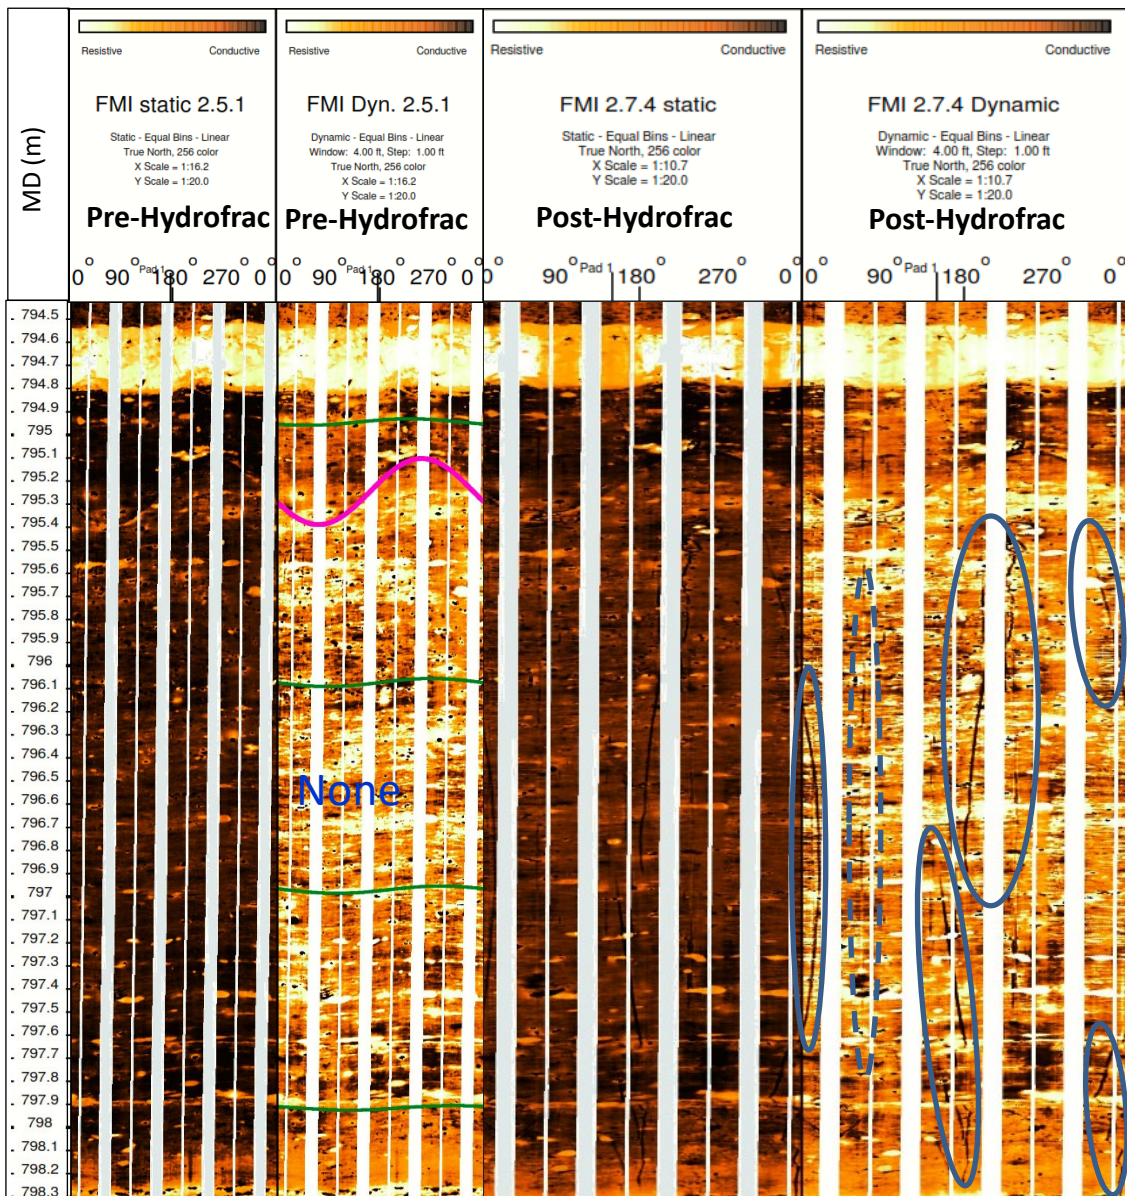 Resistive Conductive
Resistive Conductive
Resistive Conductive
Resistive Conductive
MD (m)
FMI static 2.5.1
Static - Equal Bins - Linear
True North, 256 color
X Scale = 1:16.2
Y Scale = 1:20.0
Pre-Hydrofrac
FMI Dyn. 2.5.1
Dynamic - Equal Bins - Linear
Window: 4.00 ft, Step: 1.00 ft
True North, 256 color
X Scale = 1:16.2
Y Scale = 1:20.0
Pre-Hydrofrac
FMI 2.7.4 static
Static - Equal Bins - Linear
True North, 256 color
X Scale = 1:10.7
Y Scale = 1:20.0
Post-Hydrofrac
FMI 2.7.4 Dynamic
Dynamic - Equal Bins - Linear
Window: 4.00 ft, Step: 1.00 ft
True North, 256 color
X Scale = 1:10.7
Y Scale = 1:20.0
Post-Hydrofrac
0° 90° Pad 1 180° 270° 0°
0° 90° Pad 1 180° 270° 0°
0° 90° Pad 1 180° 270° 0°
0° 90° Pad 1 180° 270° 0°
794.5
794.6
794.7
794.8
794.9
795
795.1
795.2
795.3
795.4
795.5
795.6
795.7
795.8
795.9
796
796.1
796.2
796.3
796.4
796.5
796.6
796.7
796.8
796.9
797
797.1
797.2
797.3
797.4
797.5
797.6
797.7
797.8
797.9
798
798.1
798.2
798.3
None